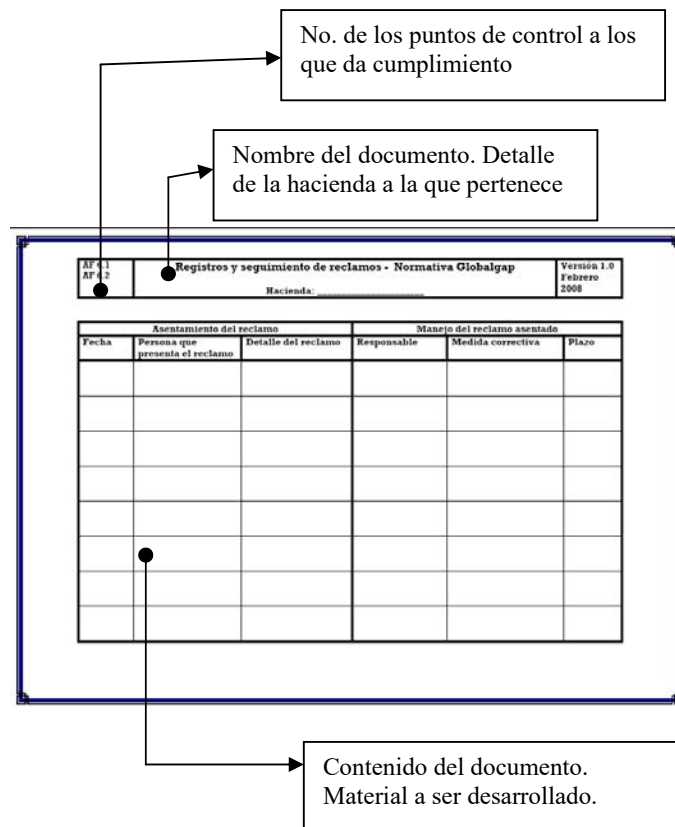 No. de los puntos de control a los
que da cumplimiento
Nombre del documento. Detalle
de la hacienda a la que pertenece
AF 6.1
AF 6.2
Registros y seguimiento de reclamos - Normativa Globalgap
Hacienda: ____________________
Versión 1.0
Febrero
2008
Asentamiento del reclamo
Manejo del reclamo asentado
Fecha
Persona que
presenta el reclamo
Detalle del reclamo
Responsable
Medida correctiva
Plazo
Contenido del documento.
Material a ser desarrollado.